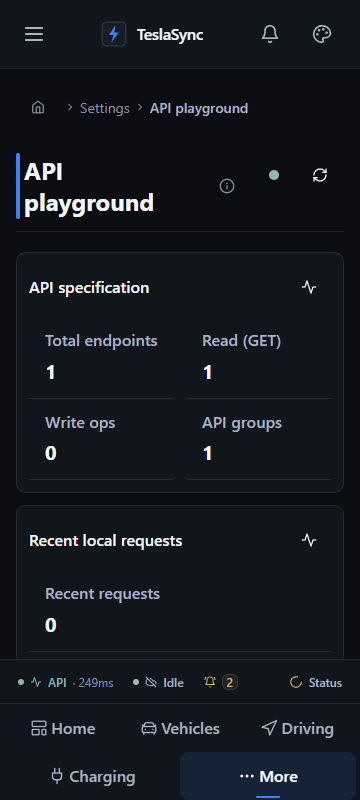 TeslaSync
Settings API playground
API
playground
API specification
Total endpoints Read (GET)
1 1
Write ops API groups
0 1
Recent local requests
Recent requests
0
API · 249ms Idle 2 Status
Home Vehicles Driving
Charging More